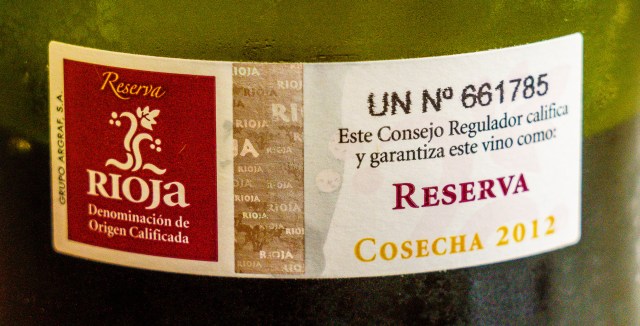 GRUPO ARGRAF, S.A.
Reserva
RIOJA
Denominación de
Origen Calificada
RIOJA
UN Nº 661785
Este Consejo Regulador califica
y garantiza este vino como:
RESERVA
COSECHA 2012